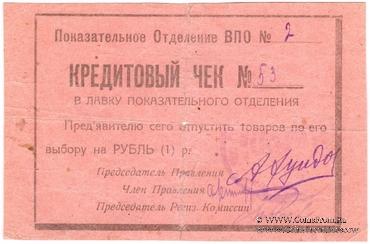 Показательное Отделение ВПО № 2
КРЕДИТОВЫЙ ЧЕК № 53
В ЛАВКУ ПОКАЗАТЕЛЬНОГО ОТДЕЛЕНИЯ
Пред'явителю сего отпустить товаров по его
выбору на РУБЛЬ (1) р.
Председатель Правления
Член Правления
Председатель Ревиз. Комиссии